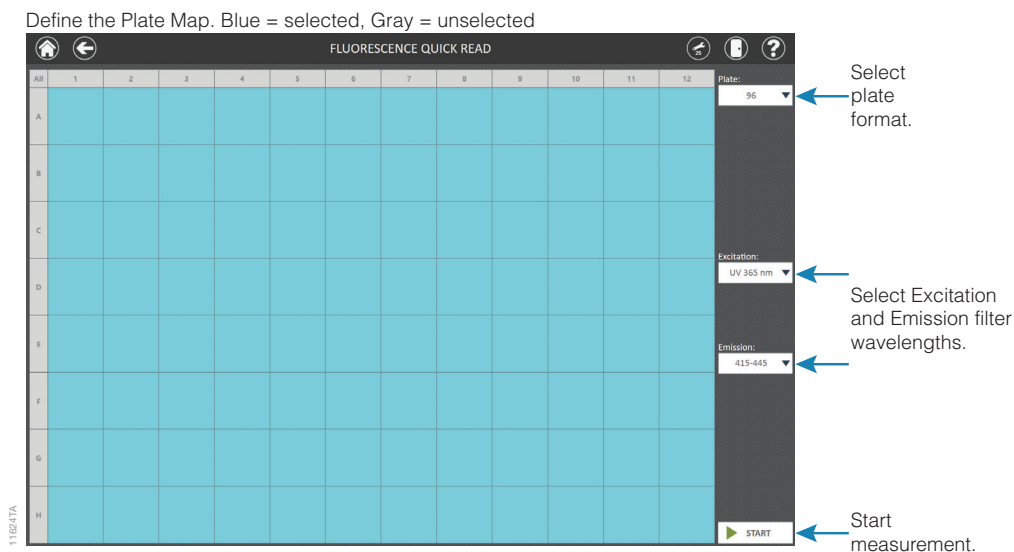 Define the Plate Map. Blue = selected, Gray = unselected
FLUORESCENCE QUICK READ
25
?
All 1 2 3 4 5 6 7 8 9 10 11 12
A
B
C
D
E
F
G
H
Plate:
96
Select
plate
format.
Excitation:
UV 365 nm
Select Excitation
and Emission filter
wavelengths.
Emission:
415-445
START
Start
measurement.
11624TA